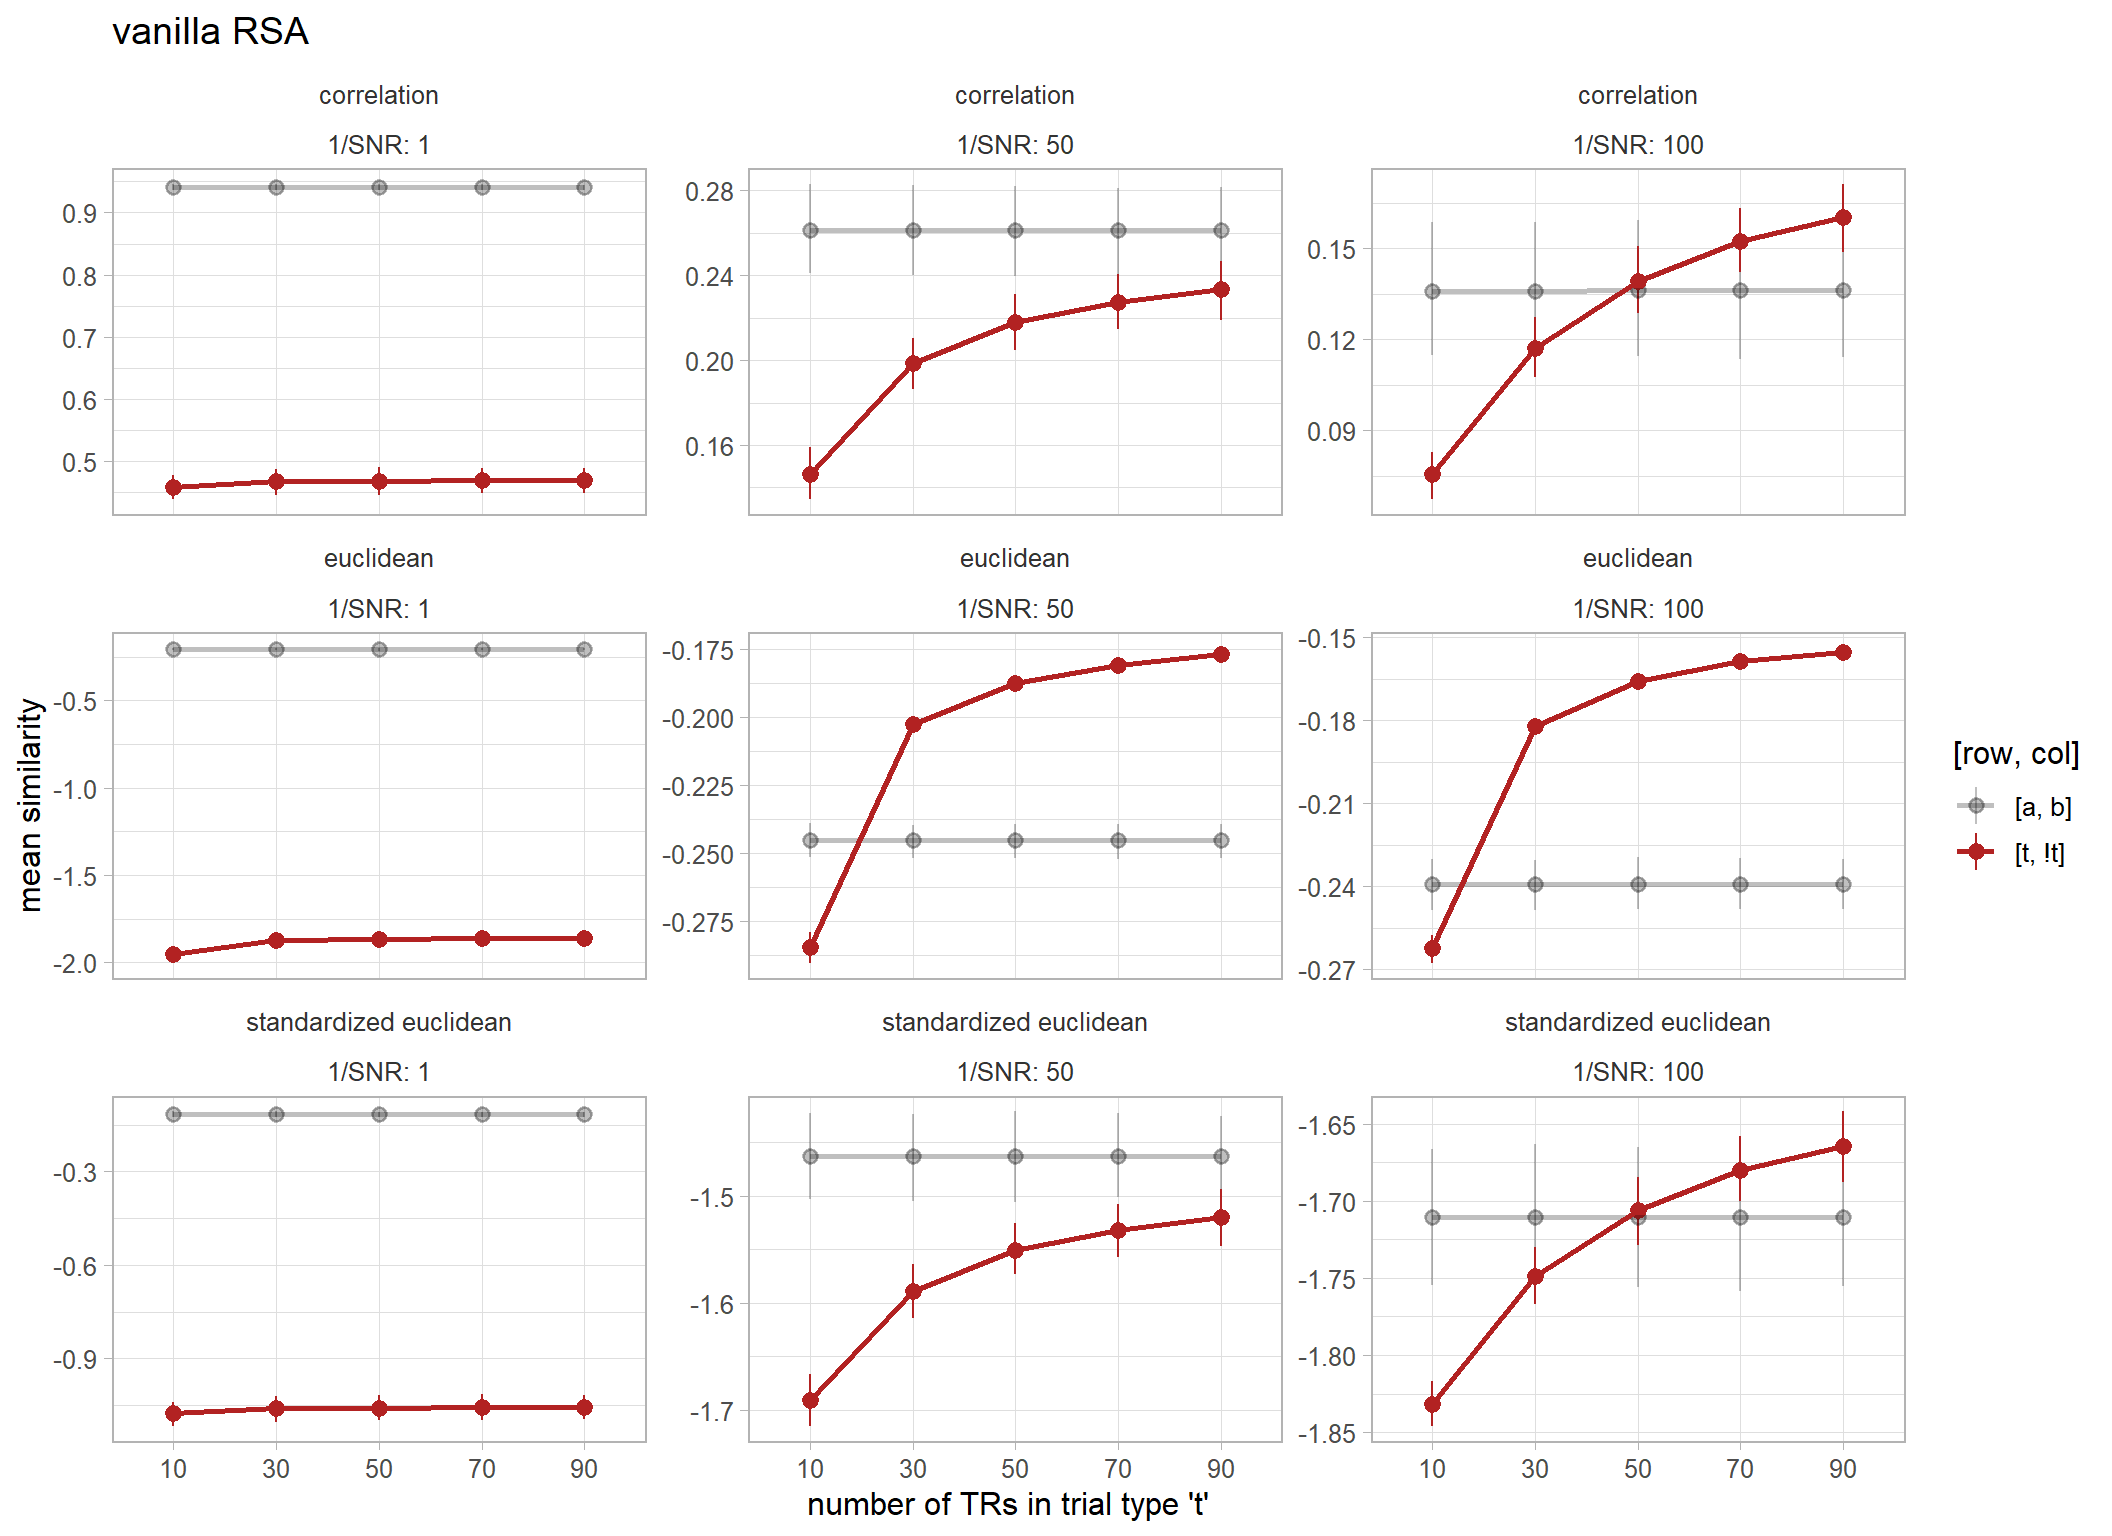 vanilla RSA
correlation
1/SNR: 1
correlation
1/SNR: 50
correlation
1/SNR: 100
0.9
0.8
0.7
0.6
0.5
0.28
0.24
0.20
0.16
0.15
0.12
0.09
euclidean
1/SNR: 1
euclidean
1/SNR: 50
euclidean
1/SNR: 100
-0.5
-1.0
-1.5
-2.0
-0.175
-0.200
-0.225
-0.250
-0.275
-0.15
-0.18
-0.21
-0.24
-0.27
mean similarity
[row, col]
[a, b]
[t, !t]
standardized euclidean
1/SNR: 1
standardized euclidean
1/SNR: 50
standardized euclidean
1/SNR: 100
-0.3
-0.6
-0.9
-1.5
-1.6
-1.7
-1.65
-1.70
-1.75
-1.80
-1.85
10 30 50 70 90
10 30 50 70 90
10 30 50 70 90
number of TRs in trial type 't'